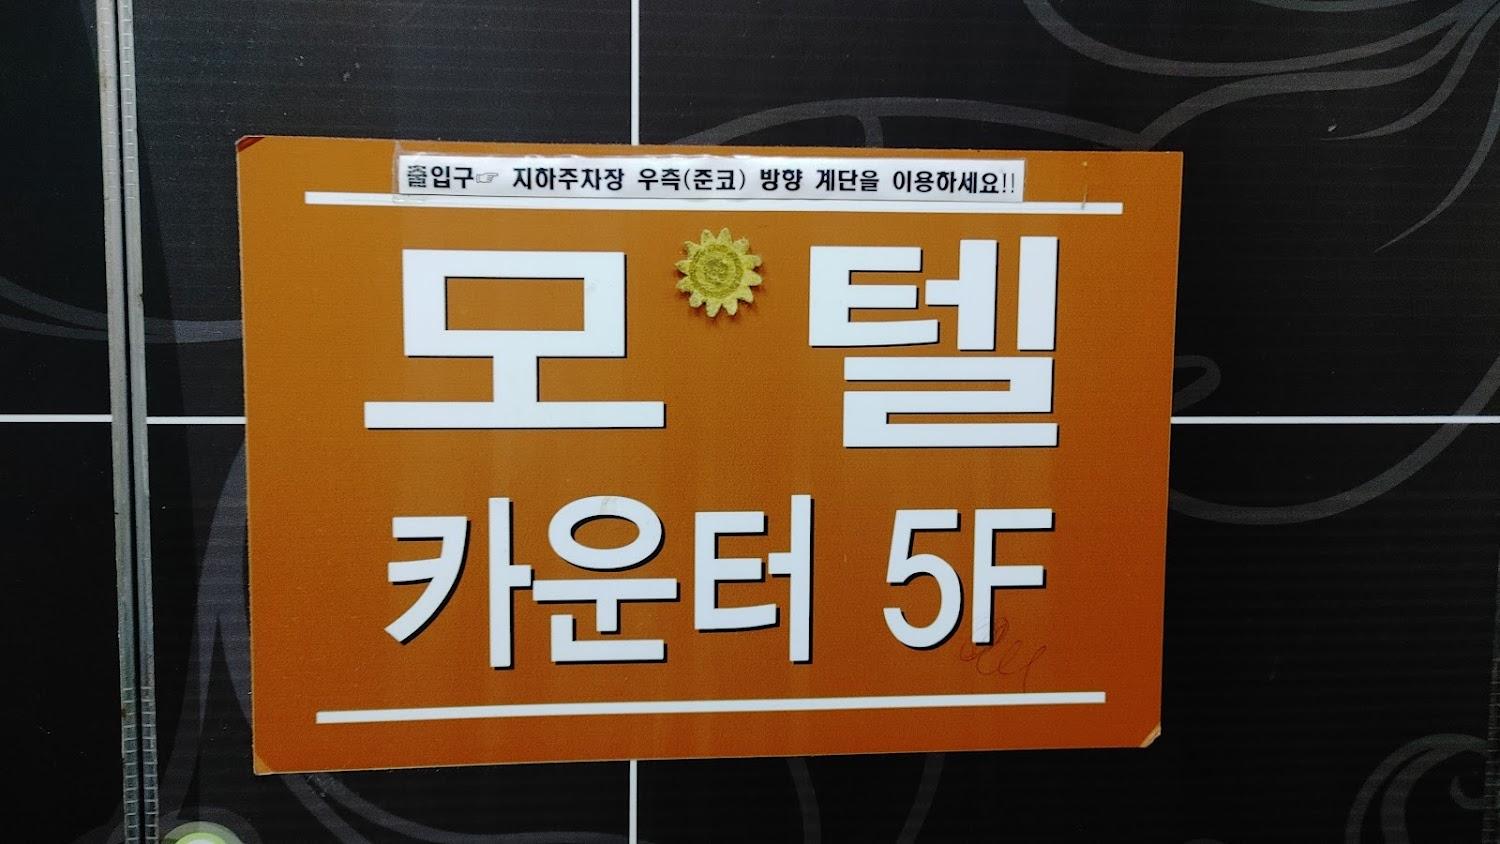 출입구☞ 지하주차장 우측(준코) 방향 계단을 이용하세요!!
모텔
카운터 5F